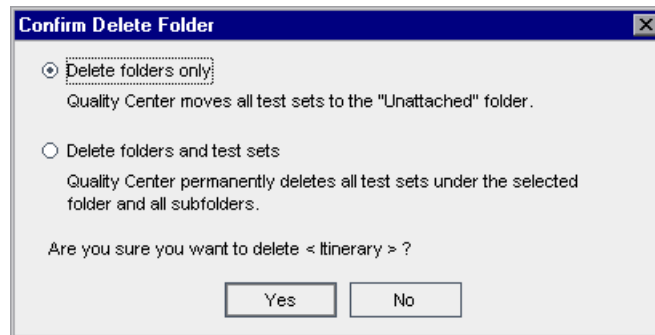 Confirm Delete Folder
Delete folders only
Quality Center moves all test sets to the "Unattached" folder.
Delete folders and test sets
Quality Center permanently deletes all test sets under the selected
folder and all subfolders.
Are you sure you want to delete < Itinerary > ?
Yes
No